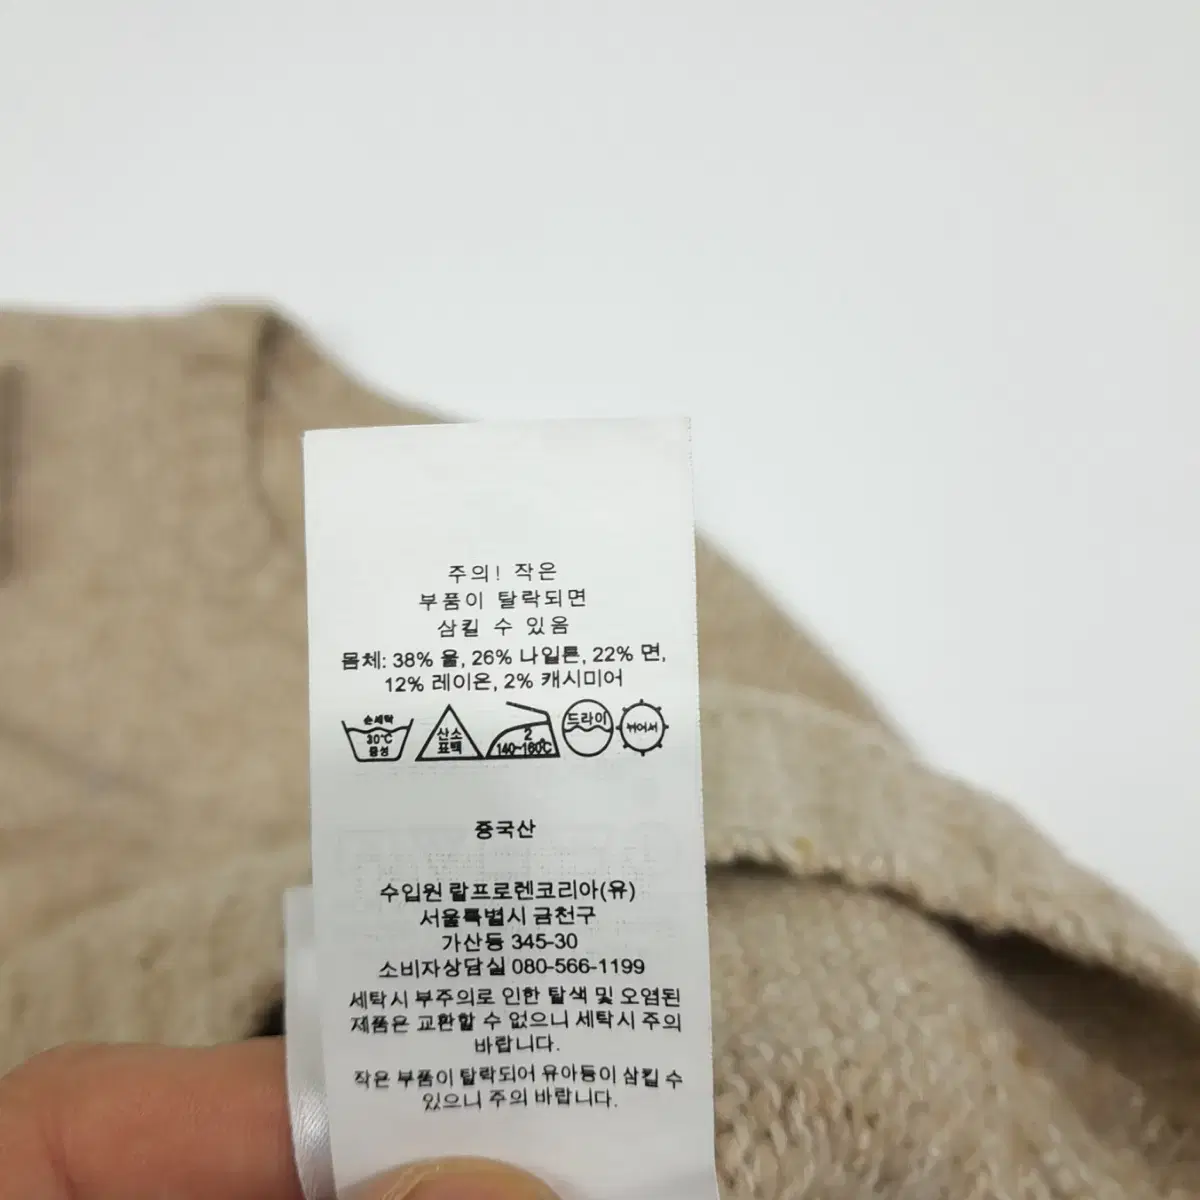 주의! 작은
부품이 탈락되면
삼킬 수 있음
몸체: 38% 울, 26% 나일론, 22% 면,
12% 레이온, 2% 캐시미어
손세탁
30℃
중성
산소
표백
2
140~160℃
드라이
뉘어서
중국산
수입원 랄프로렌코리아(유)
서울특별시 금천구
가산동 345-30
소비자상담실 080-566-1199
세탁시 부주의로 인한 탈색 및 오염된
제품은 교환할 수 없으니 세탁시 주의
바랍니다.
작은 부품이 탈락되어 유아등이 삼킬 수
있으니 주의 바랍니다.